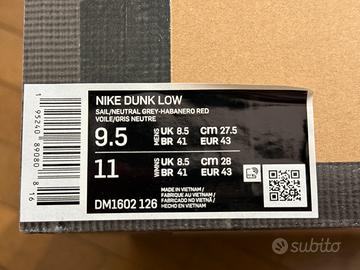 NIKE DUNK LOW
SAIL/NEUTRAL GREY-HABANERO RED
VOILE/GRIS NEUTRE
9.5 MENS UK 8.5 cm 27.5
BR 41 EUR 43
11 WMNS UK 8.5 cm 28
BR 41 EUR 43
MADE IN VIETNAM /
FABRIQUE AU VIETNAM /
FABRICADO NO VIETNÃ /
HECHO EN VIETNAM
DM1602 126
1 95240 89080 8 16
subito